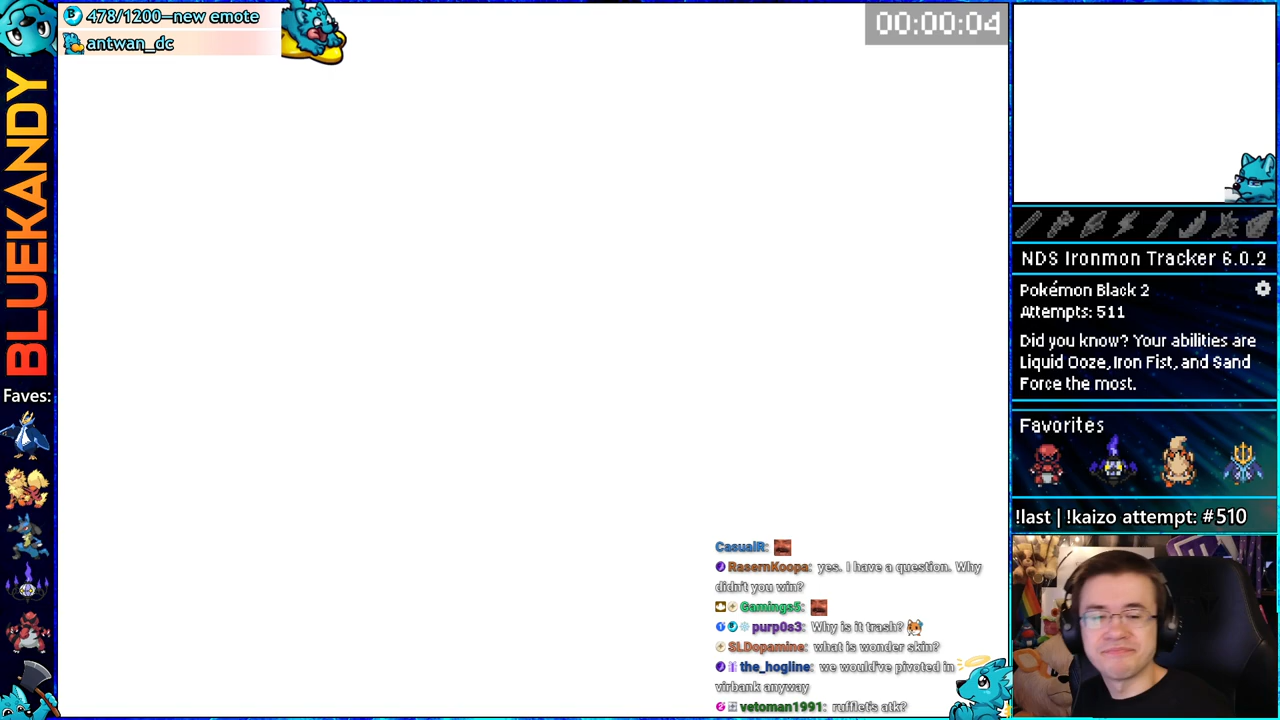 478/1200—new emote
antwan_dc
BLUEKANDY
Faves:
00:00:04
NDS Ironmon Tracker 6.0.2
Pokémon Black 2
Attempts: 511
Did you know? Your abilities are
Liquid Ooze, Iron Fist, and Sand
Force the most.
Favorites
!last | !kaizo attempt: #510
CasualR:
RasernKoopa: yes. I have a question. Why
didn't you win?
Gamings5:
purp0s3: Why is it trash?
SLDopamine: what is wonder skin?
the_hogline: we would've pivoted in
virbank anyway
vetoman1991: rufflet's atk?